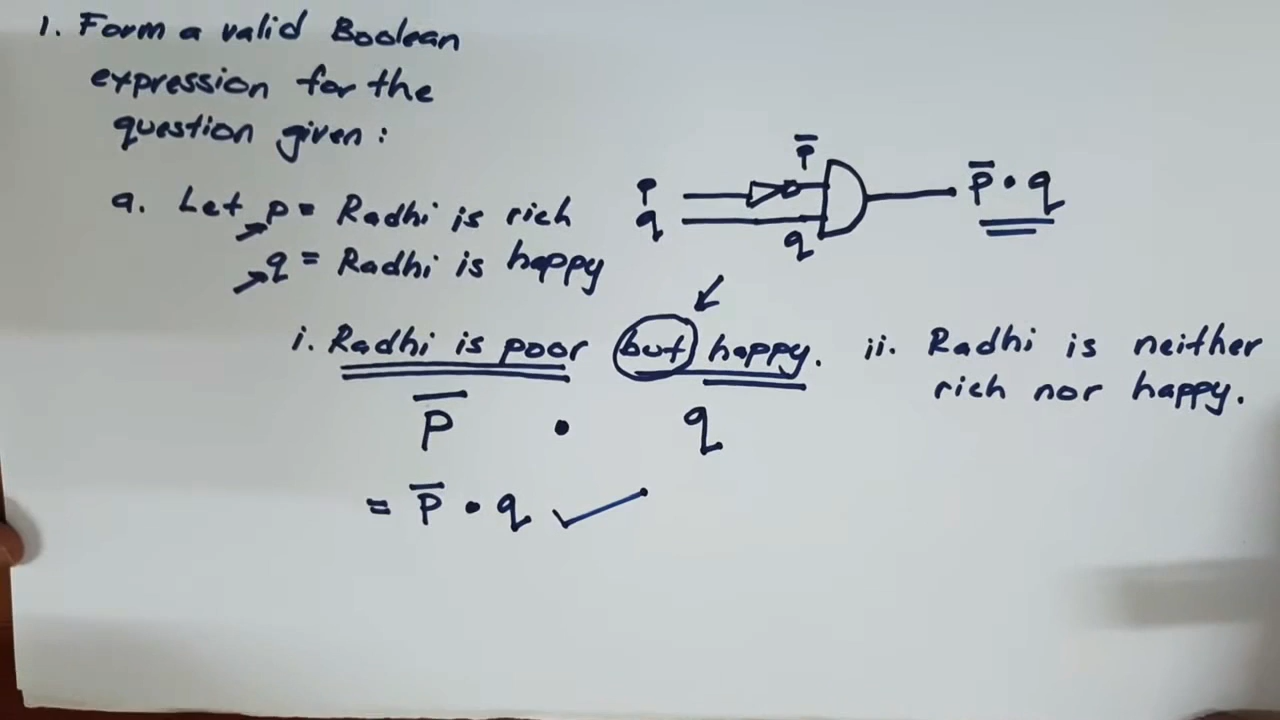 1. Form a valid Boolean
expression for the
question given:
a. Let p = Radhi is rich
q = Radhi is happy
p
q
p̅
q
p̅ • q
i. Radhi is poor but happy.
p̅ • q
= p̅ • q
ii. Radhi is neither
rich nor happy.